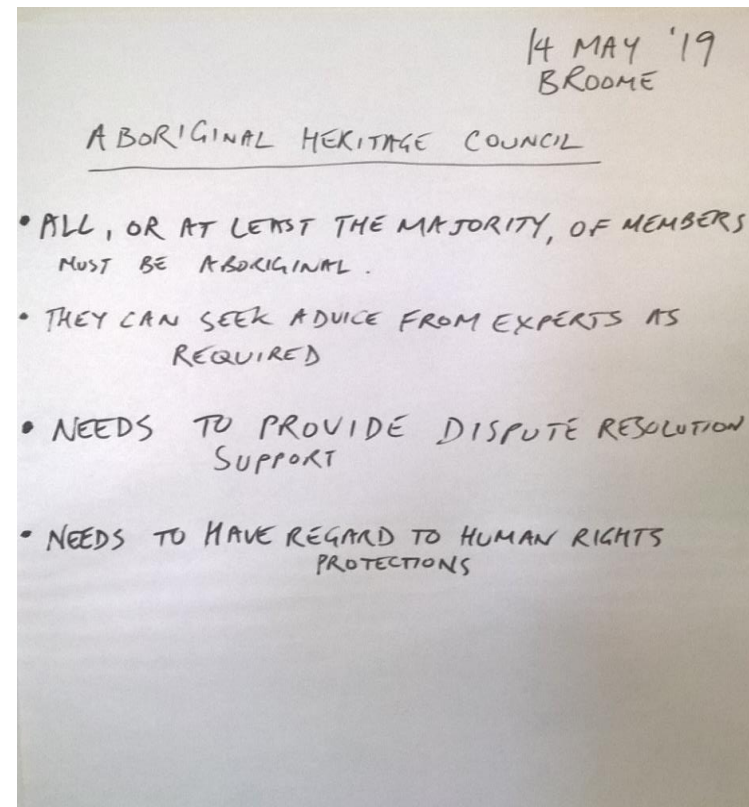 14 MAY '19
BROOME
ABORIGINAL HERITAGE COUNCIL
• ALL, OR AT LEAST THE MAJORITY, OF MEMBERS
MUST BE ABORIGINAL.
• THEY CAN SEEK ADVICE FROM EXPERTS AS
REQUIRED
• NEEDS TO PROVIDE DISPUTE RESOLUTION
SUPPORT
• NEEDS TO HAVE REGARD TO HUMAN RIGHTS
PROTECTIONS